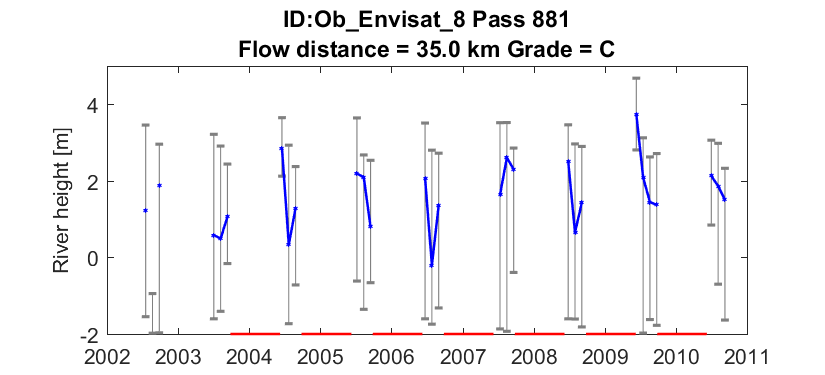 ID:Ob_Envisat_8 Pass 881
Flow distance = 35.0 km Grade = C
River height [m]
4
2
0
-2
2002 2003 2004 2005 2006 2007 2008 2009 2010 2011